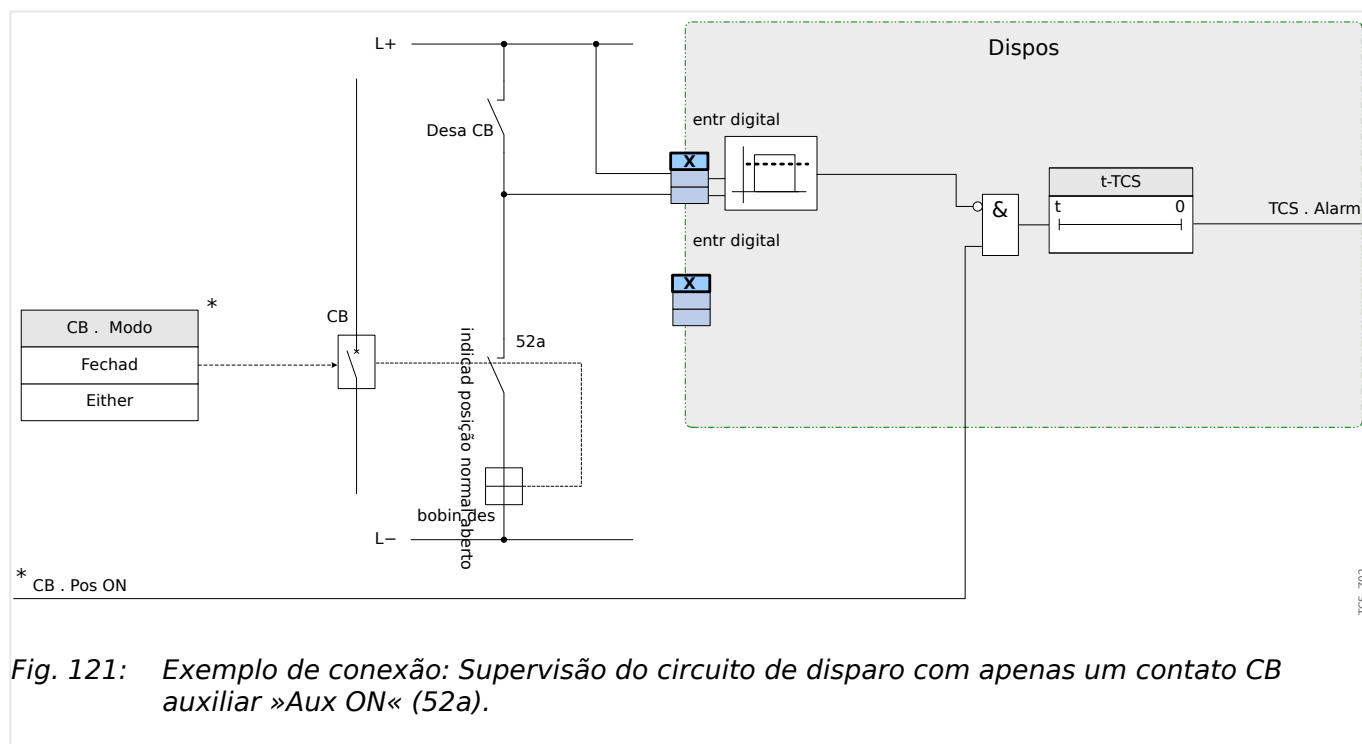 L+
Dispos
Desa CB
entr digital
X
t-TCS
t 0
&
TCS . Alarm
entr digital
X
*
CB . Modo
Fechad
Either
CB
*
52a
indicad posição normal aberto
bobin des
L−
*
CB . Pos ON
Fig. 121: Exemplo de conexão: Supervisão do circuito de disparo com apenas um contato CB
auxiliar »Aux ON« (52a).